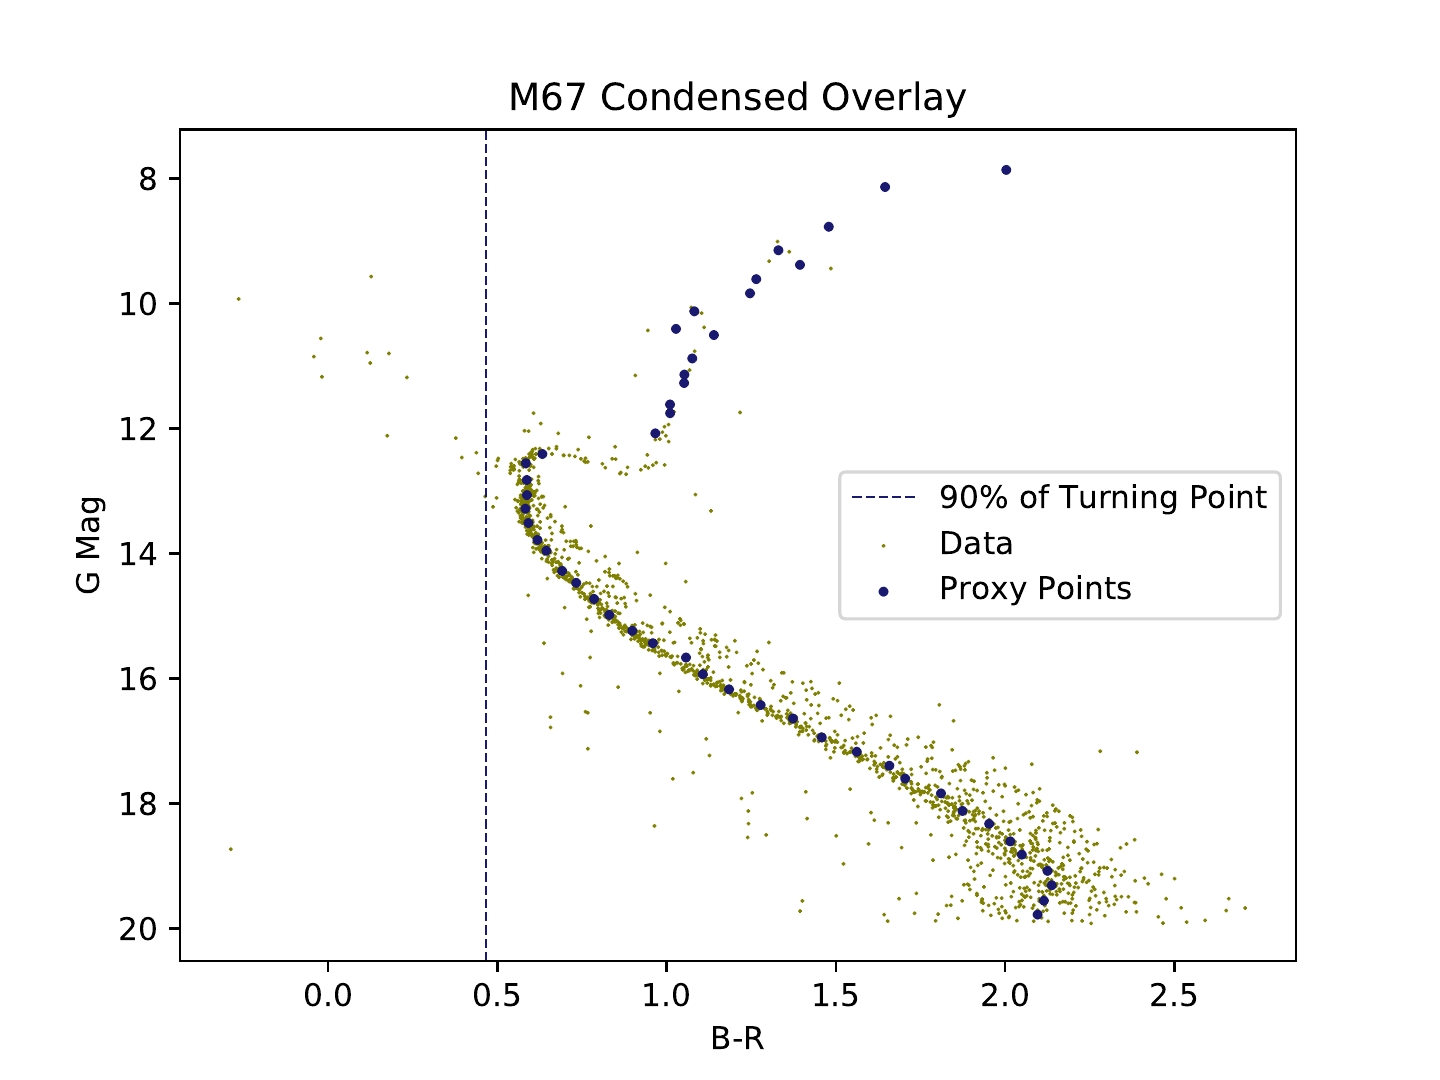 M67 Condensed Overlay
8
10
12
14
16
18
20
G Mag
90% of Turning Point
Data
Proxy Points
0.0 0.5 1.0 1.5 2.0 2.5
B-R